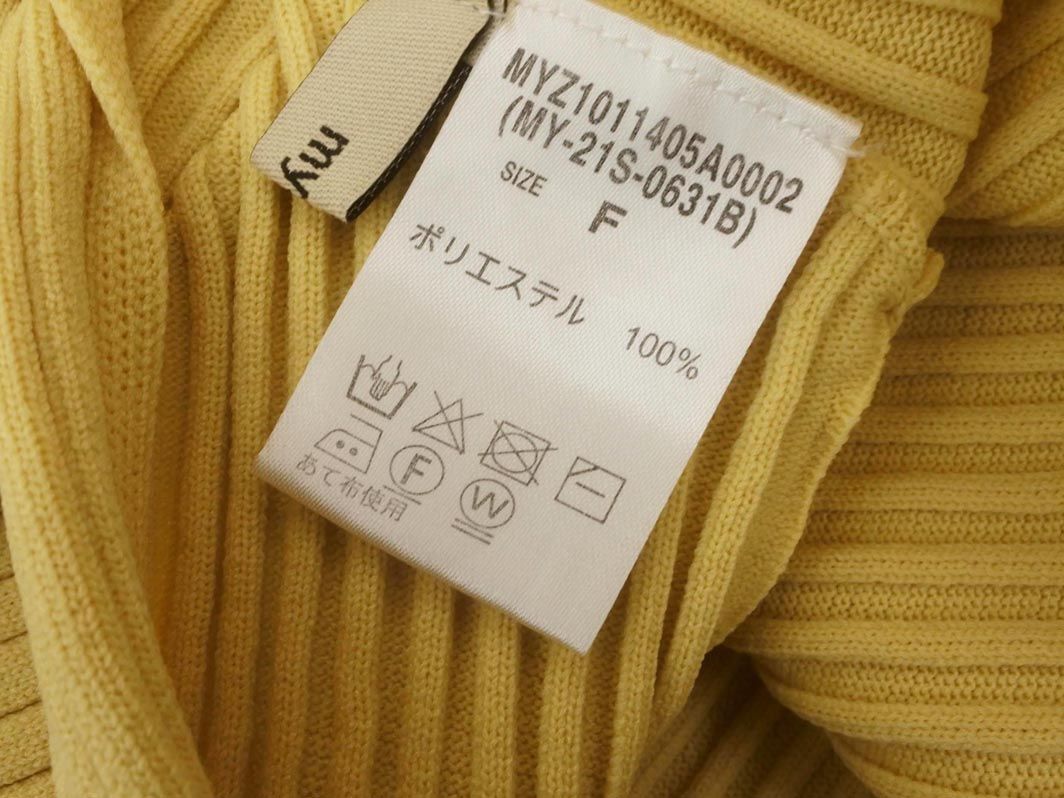 my
MYZ1011405A0002
(MY-21S-0631B)
SIZE
F
ポリエステル 100%
F
W
あて布使用